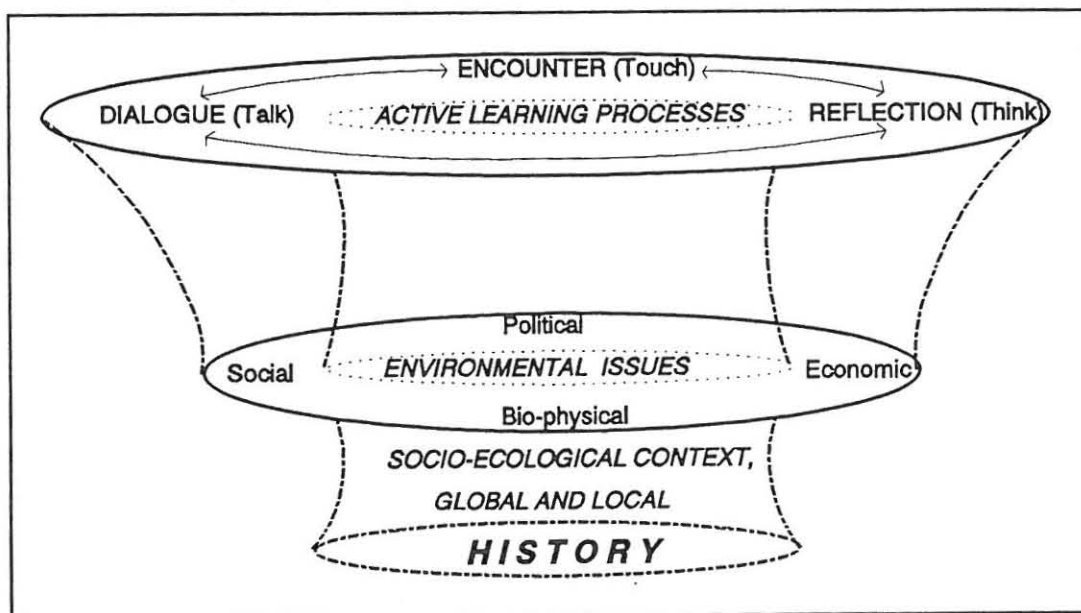 ENCOUNTER (Touch)
DIALOGUE (Talk)
ACTIVE LEARNING PROCESSES
REFLECTION (Think)
Political
Social
ENVIRONMENTAL ISSUES
Economic
Bio-physical
SOCIO-ECOLOGICAL CONTEXT,
GLOBAL AND LOCAL
HISTORY